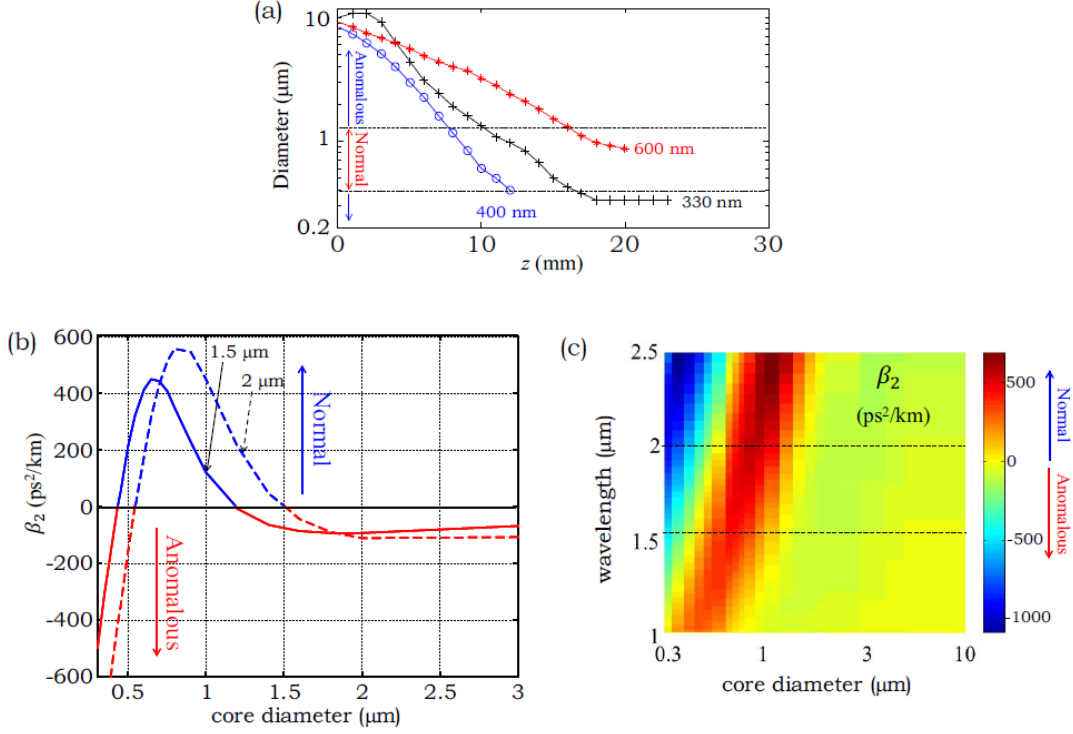 (a)
10
1
0.2
Diameter (μm)
Anomalous
Normal
600 nm
400 nm
330 nm
0
10
20
30
z (mm)
(b)
600
400
200
0
-200
-400
-600
β2 (ps²/km)
1.5 μm
2 μm
Normal
Anomalous
0.5
1
1.5
2
2.5
3
core diameter (μm)
(c)
2.5
2
1.5
1
wavelength (μm)
β2
(ps²/km)
0.3
1
3
10
core diameter (μm)
500
0
-500
1000
Normal
Anomalous